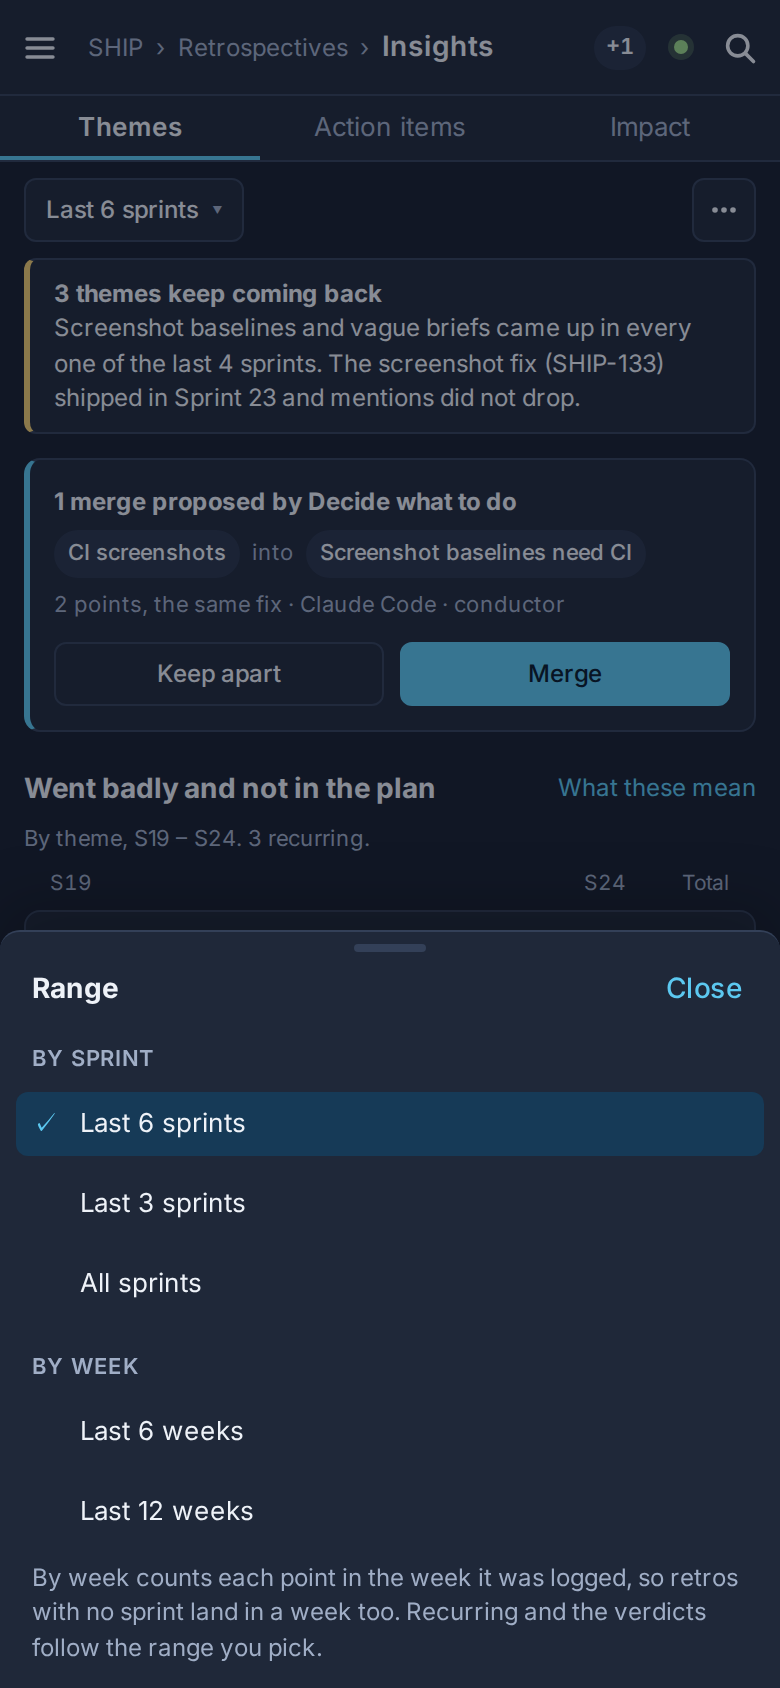 SHIP › Retrospectives › Insights +1
Themes Action items Impact
Last 6 sprints ▾ •••
3 themes keep coming back
Screenshot baselines and vague briefs came up in every
one of the last 4 sprints. The screenshot fix (SHIP-133)
shipped in Sprint 23 and mentions did not drop.
1 merge proposed by Decide what to do
CI screenshots into Screenshot baselines need CI
2 points, the same fix · Claude Code · conductor
Keep apart Merge
Went badly and not in the plan What these mean
By theme, S19 – S24. 3 recurring.
S19 S24 Total
Range Close
BY SPRINT
✓ Last 6 sprints
Last 3 sprints
All sprints
BY WEEK
Last 6 weeks
Last 12 weeks
By week counts each point in the week it was logged, so retros
with no sprint land in a week too. Recurring and the verdicts
follow the range you pick.